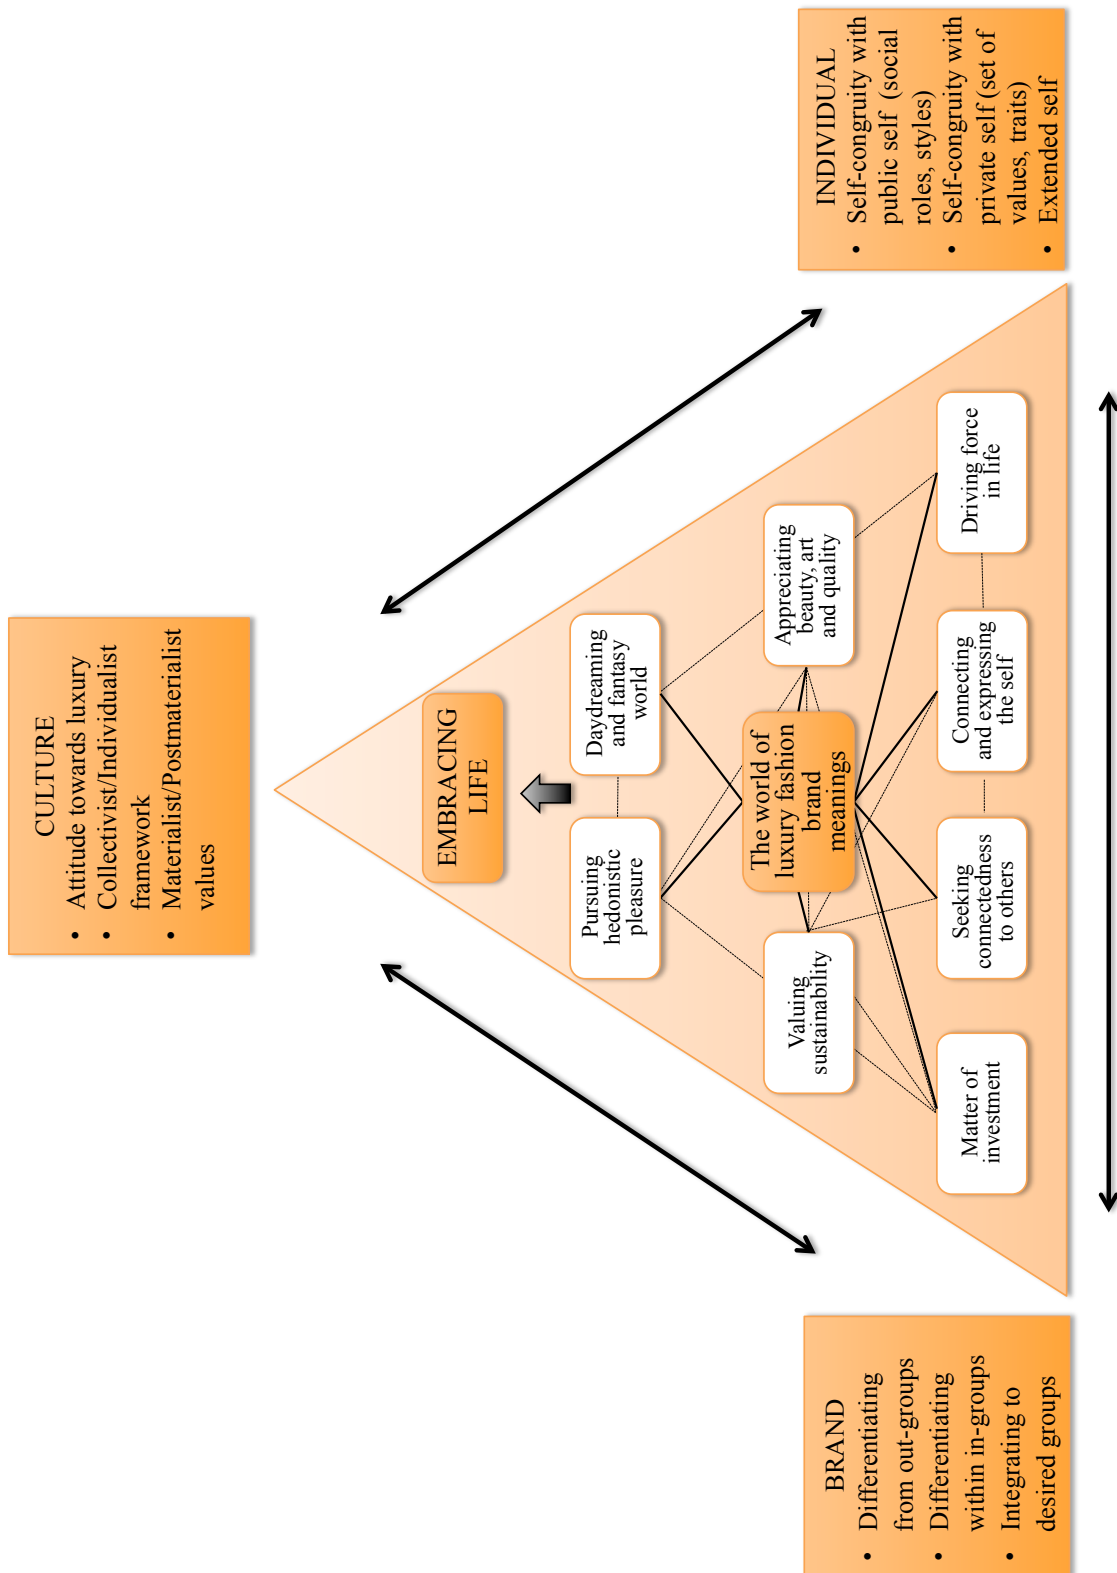 CULTURE
• Attitude towards luxury
• Collectivist/Individualist
framework
• Materialist/Postmaterialist
values
EMBRACING
LIFE
Pursuing
hedonistic
pleasure
Daydreaming
and fantasy
world
Valuing
sustainability
The world of
luxury fashion
brand
meanings
Appreciating
beauty, art
and quality
Matter of
investment
Seeking
connectedness
to others
Connecting
and expressing
the self
Driving force
in life
BRAND
• Differentiating
from out-groups
• Differentiating
within in-groups
• Integrating to
desired groups
INDIVIDUAL
• Self-congruity with
public self (social
roles, styles)
• Self-congruity with
private self (set of
values, traits)
• Extended self